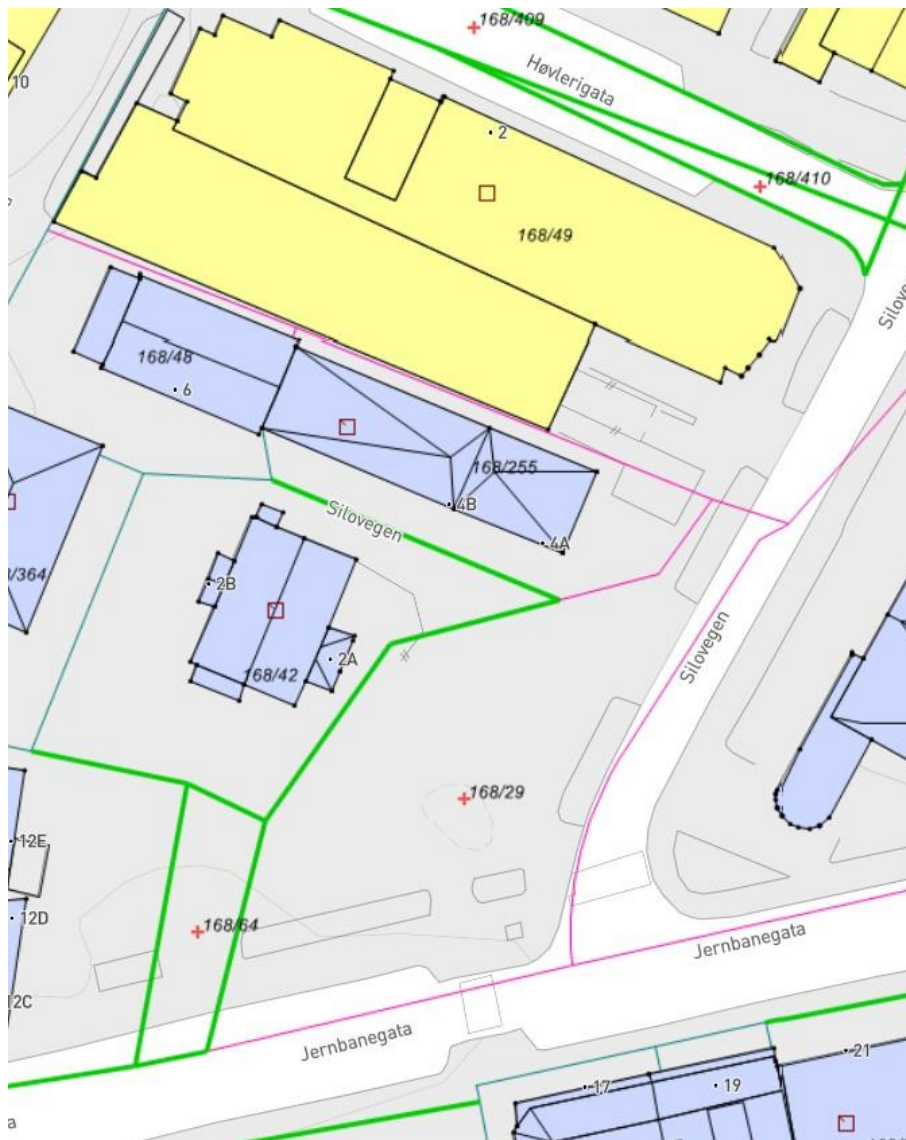 168/409
Høvlerigata
10
2
168/410
168/49
Silove
168/48
6
168/255
4B
Silovegen
4A
/364
2B
Silovegen
2A
168/42
168/29
12E
12D
168/64
Jernbanegata
12C
Jernbanegata
21
17
19
a